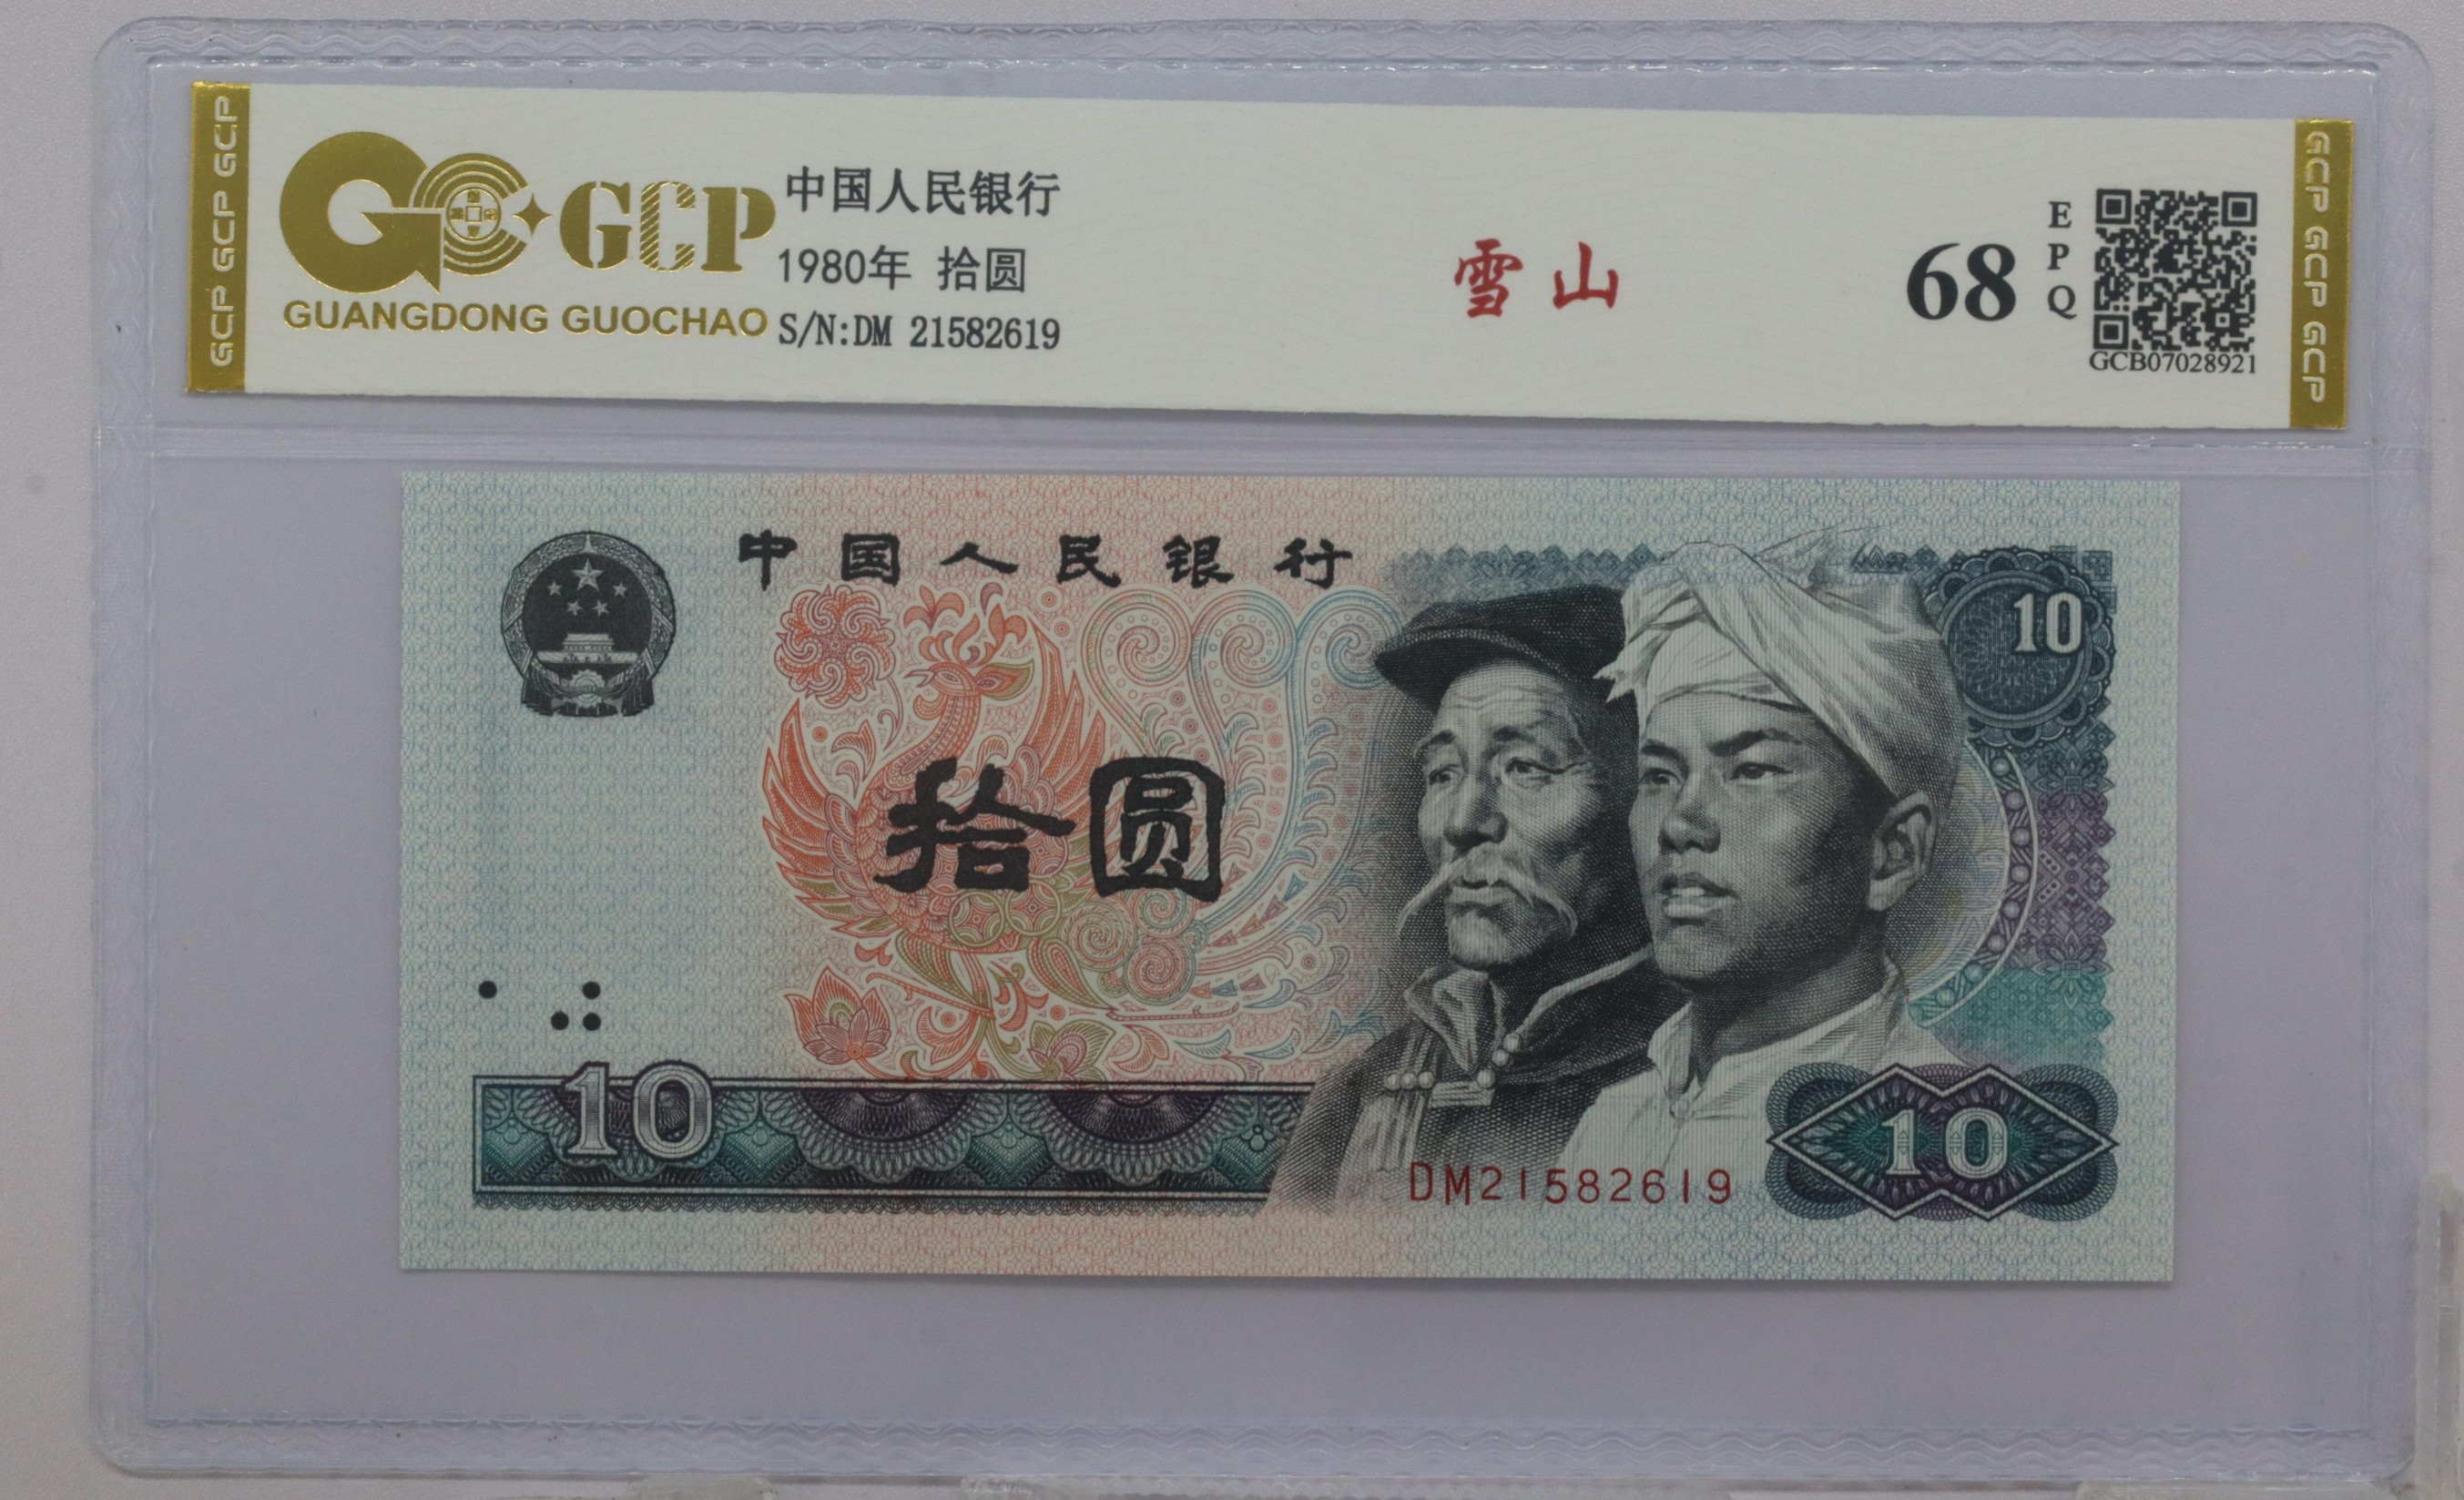 GCP GCP GCP
GCP
GUANGDONG GUOCHAO
中国人民银行
1980年 拾圆
S/N:DM 21582619
雪山
68
EPQ
GCB07028921
GCP GCP GCP
中国人民银行
10
拾圆
10
DM21582619
10